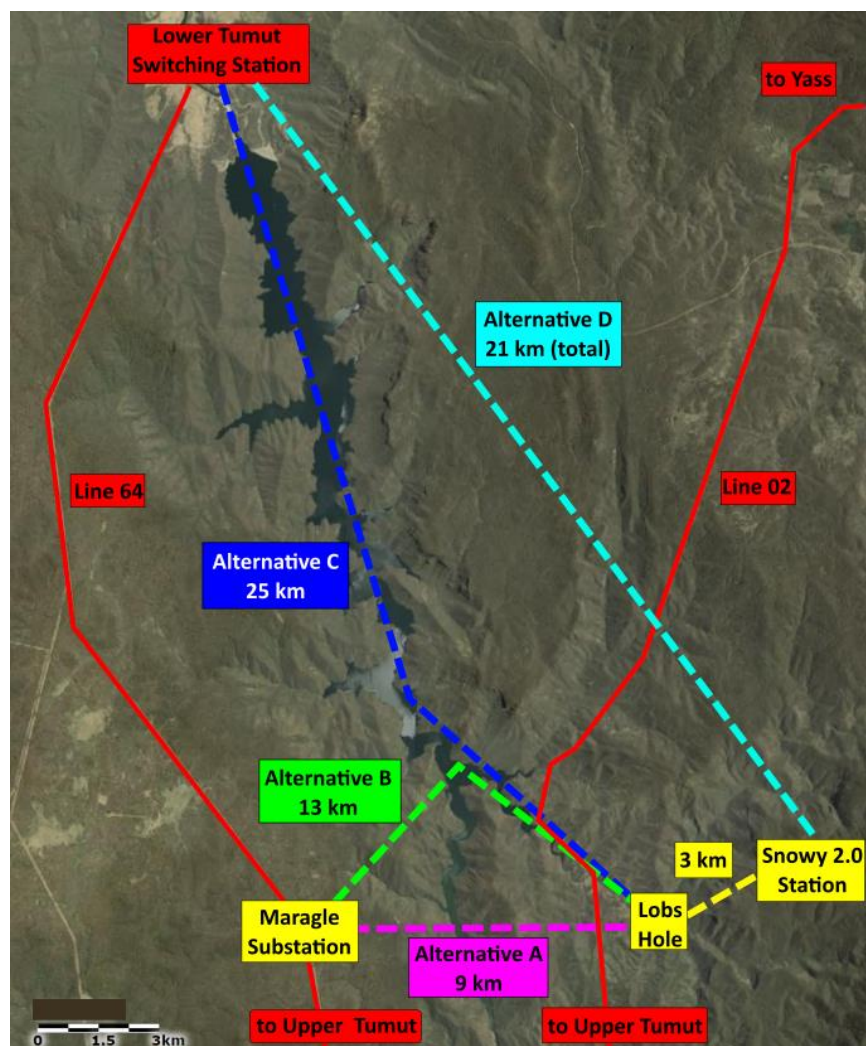 Lower Tumut
Switching Station
to Yass
Alternative D
21 km (total)
Line 64
Line 02
Alternative C
25 km
Alternative B
13 km
3 km
Snowy 2.0
Station
Maragle
Substation
Lobs
Hole
Alternative A
9 km
to Upper Tumut
to Upper Tumut
0 1.5 3km